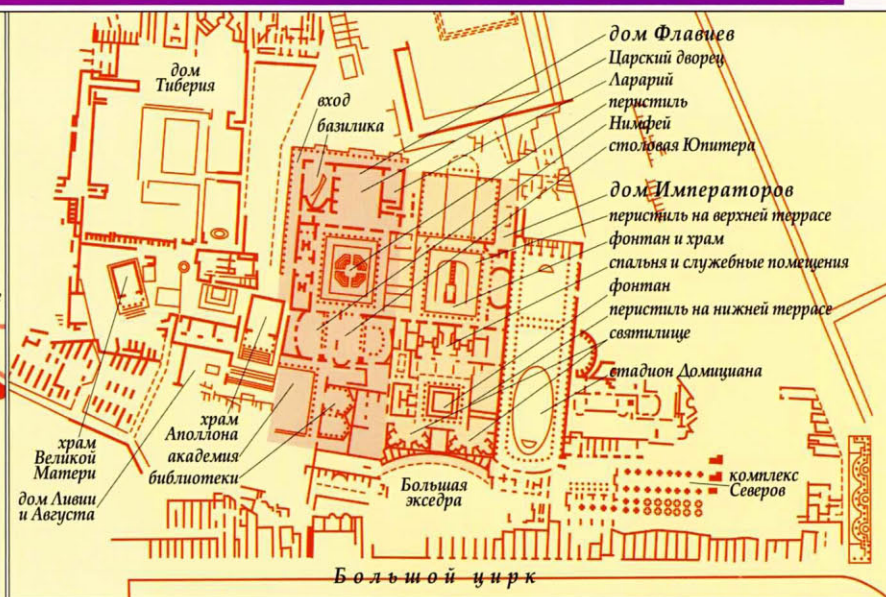 дом
Тиберия
вход
базилика
дом Флавиев
Царский дворец
Ларарий
перистиль
Нимфей
столовая Юпитера
дом Императоров
перистиль на верхней террасе
фонтан и храм
спальня и служебные помещения
фонтан
перистиль на нижней террасе
святилище
стадион Домициана
храм
Великой
Матери
дом Ливии
и Августа
храм
Аполлона
академия
библиотеки
Большая
экседра
комплекс
Северов
Большой цирк